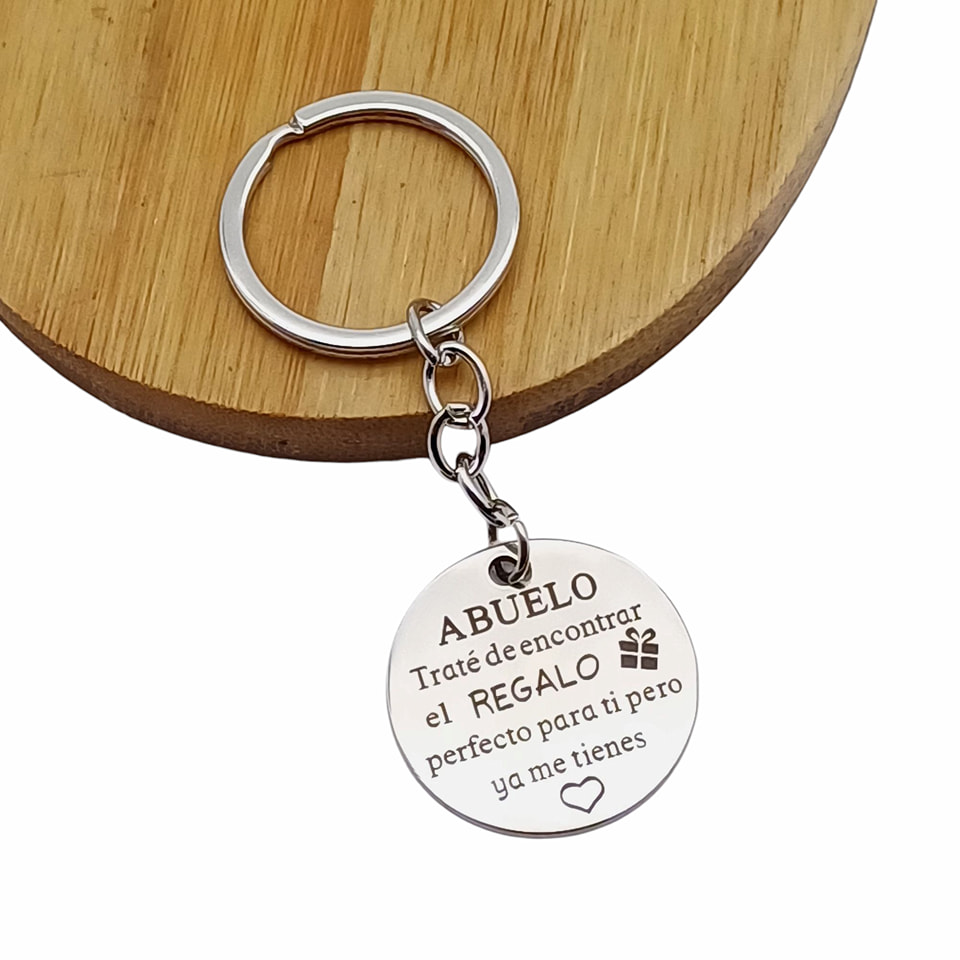 ABUELO
Traté de encontrar
el REGALO
perfecto para ti pero
ya me tienes